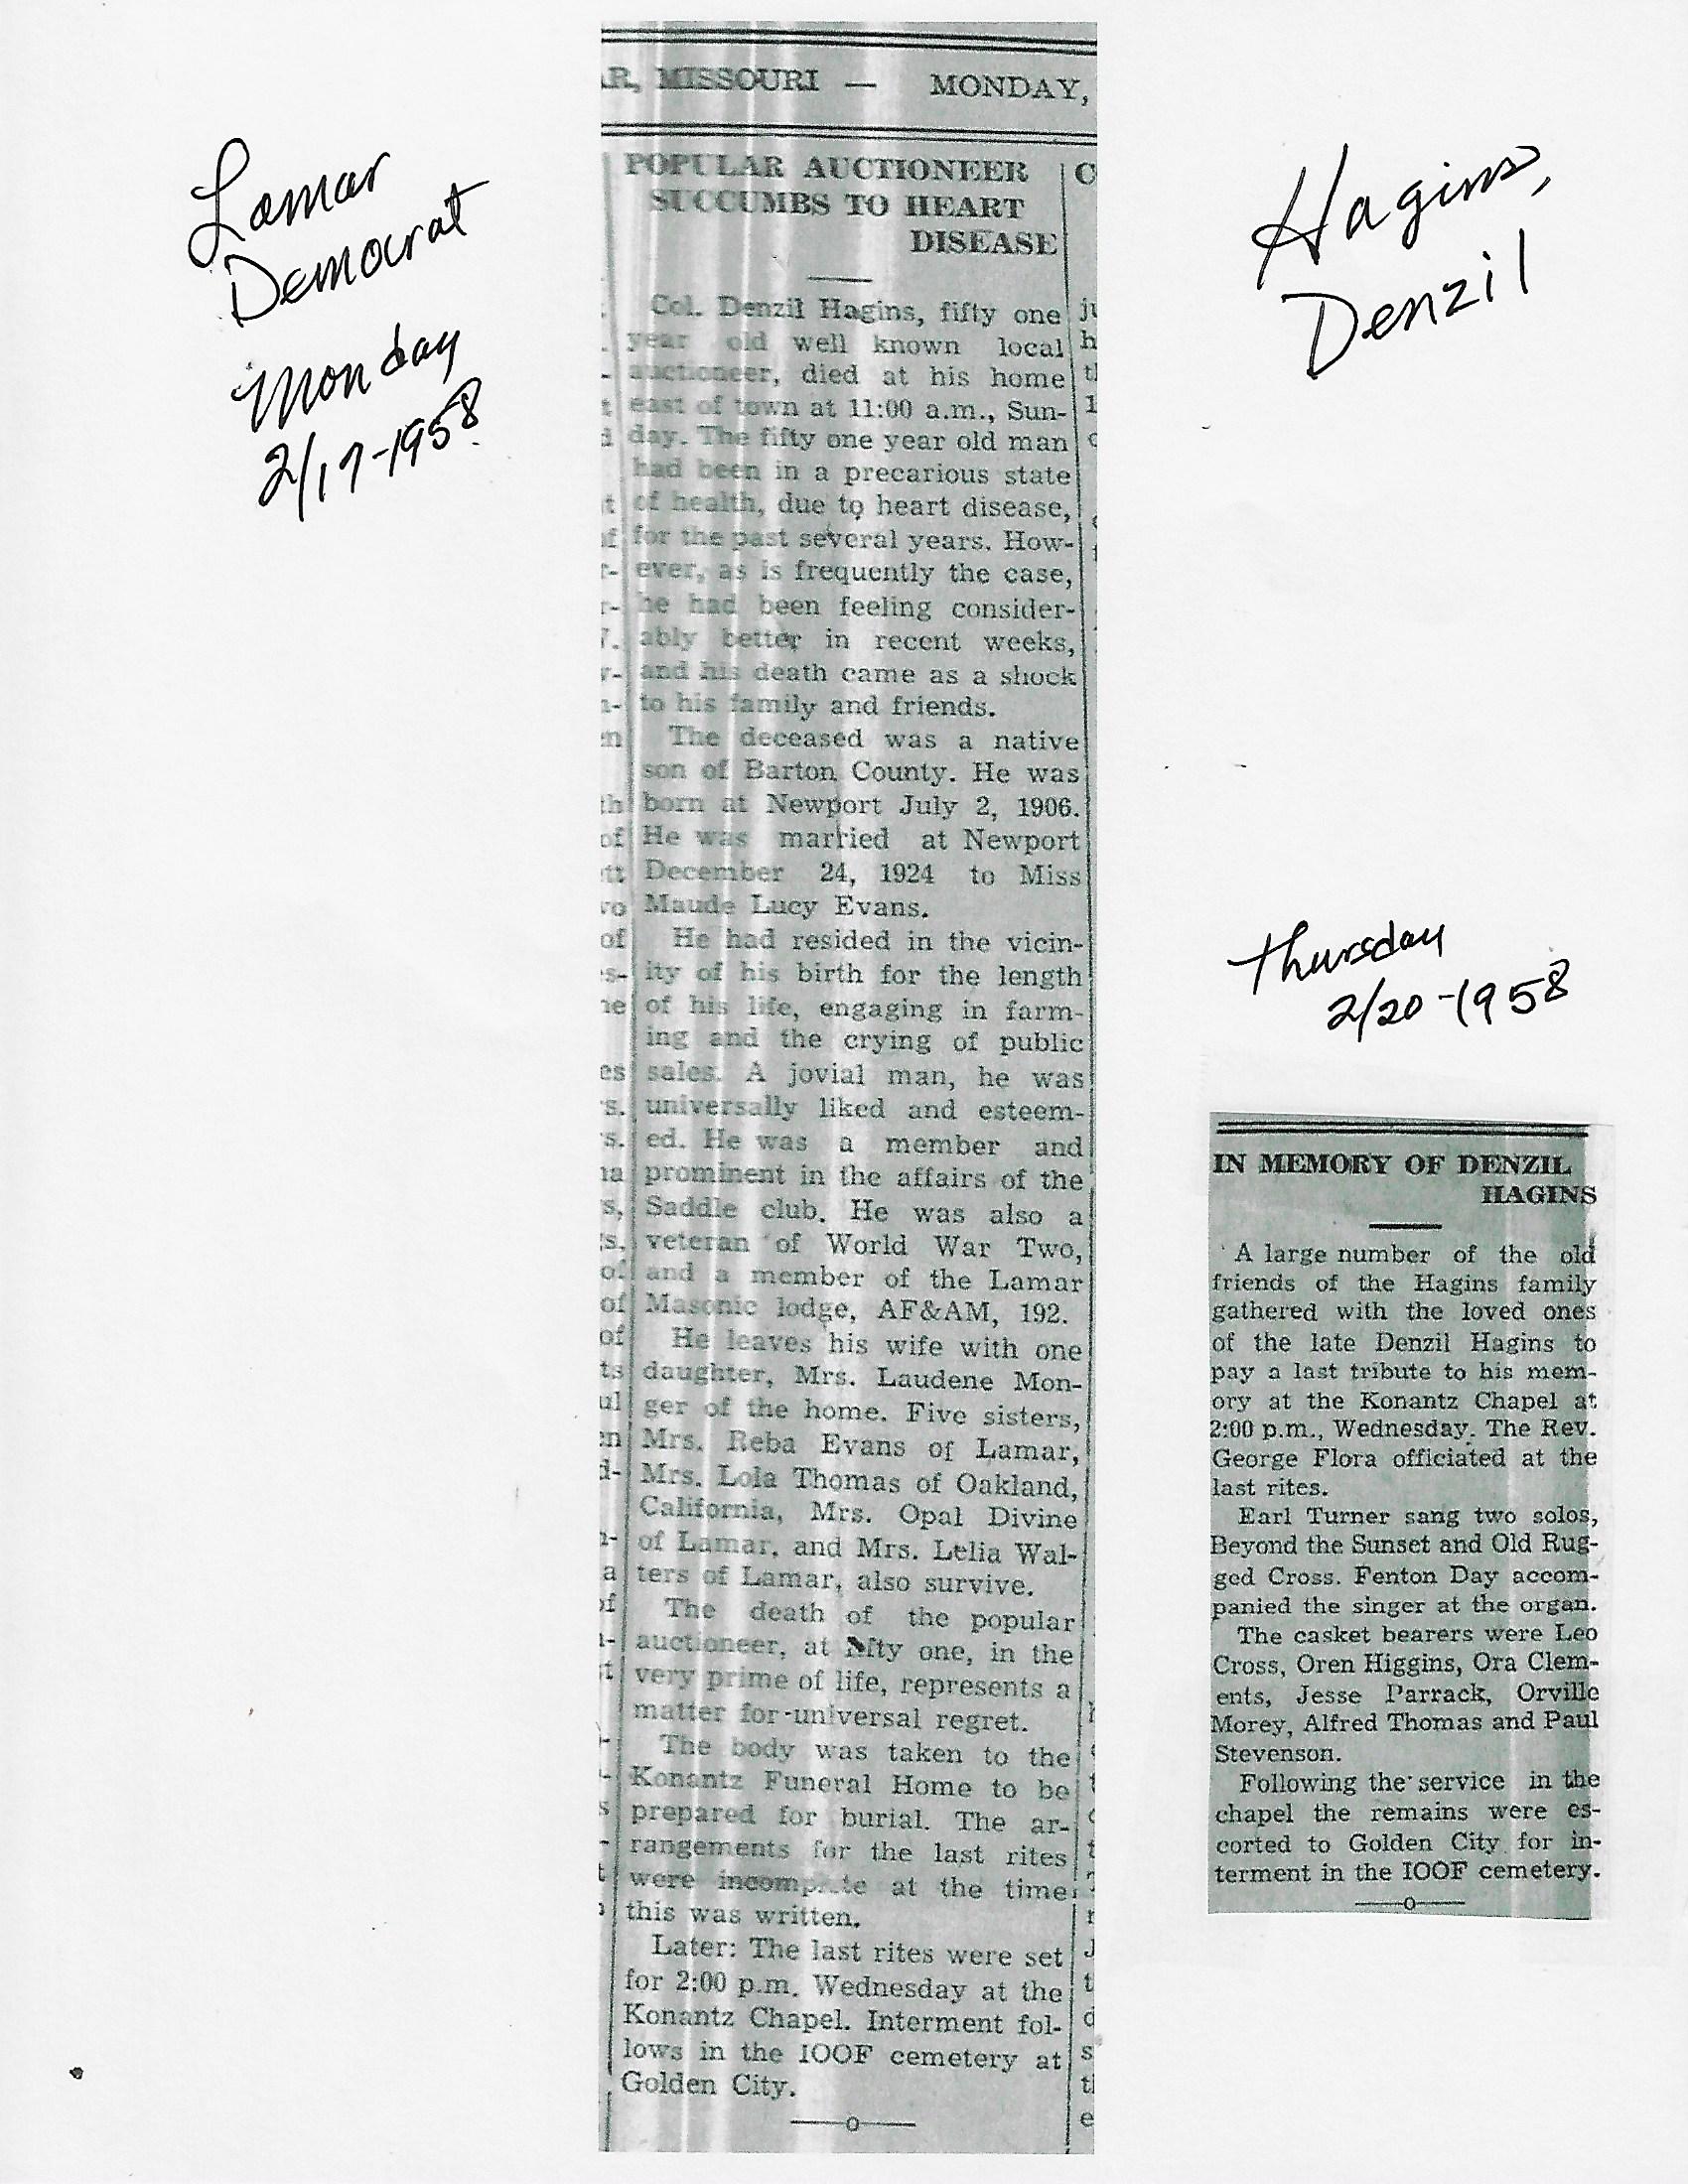 Lamar
Democrat
Monday
2/17-1958
Hagins,
Denzil
AR, MISSOURI — MONDAY,
POPULAR AUCTIONEER
SUCCUMBS TO HEART
DISEASE
Col. Denzil Hagins, fifty one
year old well known local
auctioneer, died at his home
east of town at 11:00 a.m., Sun-
day. The fifty one year old man
had been in a precarious state
of health, due to heart disease,
for the past several years. How-
ever, as is frequently the case,
he had been feeling consider-
ably better in recent weeks,
and his death came as a shock
to his family and friends.
The deceased was a native
son of Barton County. He was
born at Newport July 2, 1906.
He was married at Newport
December 24, 1924 to Miss
Maude Lucy Evans.
He had resided in the vicin-
ity of his birth for the length
of his life, engaging in farm-
ing and the crying of public
sales. A jovial man, he was
universally liked and esteem-
ed. He was a member and
prominent in the affairs of the
Saddle club. He was also a
veteran of World War Two,
and a member of the Lamar
Masonic lodge, AF&AM, 192.
He leaves his wife with one
daughter, Mrs. Laudene Mon-
ger of the home. Five sisters,
Mrs. Reba Evans of Lamar,
Mrs. Lola Thomas of Oakland,
California, Mrs. Opal Divine
of Lamar, and Mrs. Lelia Wal-
ters of Lamar, also survive.
The death of the popular
auctioneer, at fifty one, in the
very prime of life, represents a
matter for universal regret.
The body was taken to the
Konantz Funeral Home to be
prepared for burial. The ar-
rangements for the last rites
were incomplete at the time
this was written.
Later: The last rites were set
for 2:00 p.m. Wednesday at the
Konantz Chapel. Interment fol-
lows in the IOOF cemetery at
Golden City.
Thursday
2/20-1958
IN MEMORY OF DENZIL
HAGINS
A large number of the old
friends of the Hagins family
gathered with the loved ones
of the late Denzil Hagins to
pay a last tribute to his mem-
ory at the Konantz Chapel at
2:00 p.m., Wednesday. The Rev.
George Flora officiated at the
last rites.
Earl Turner sang two solos,
Beyond the Sunset and Old Rug-
ged Cross. Fenton Day accom-
panied the singer at the organ.
The casket bearers were Leo
Cross, Oren Higgins, Ora Clem-
ents, Jesse Parrack, Orville
Morey, Alfred Thomas and Paul
Stevenson.
Following the service in the
chapel the remains were es-
corted to Golden City for in-
terment in the IOOF cemetery.